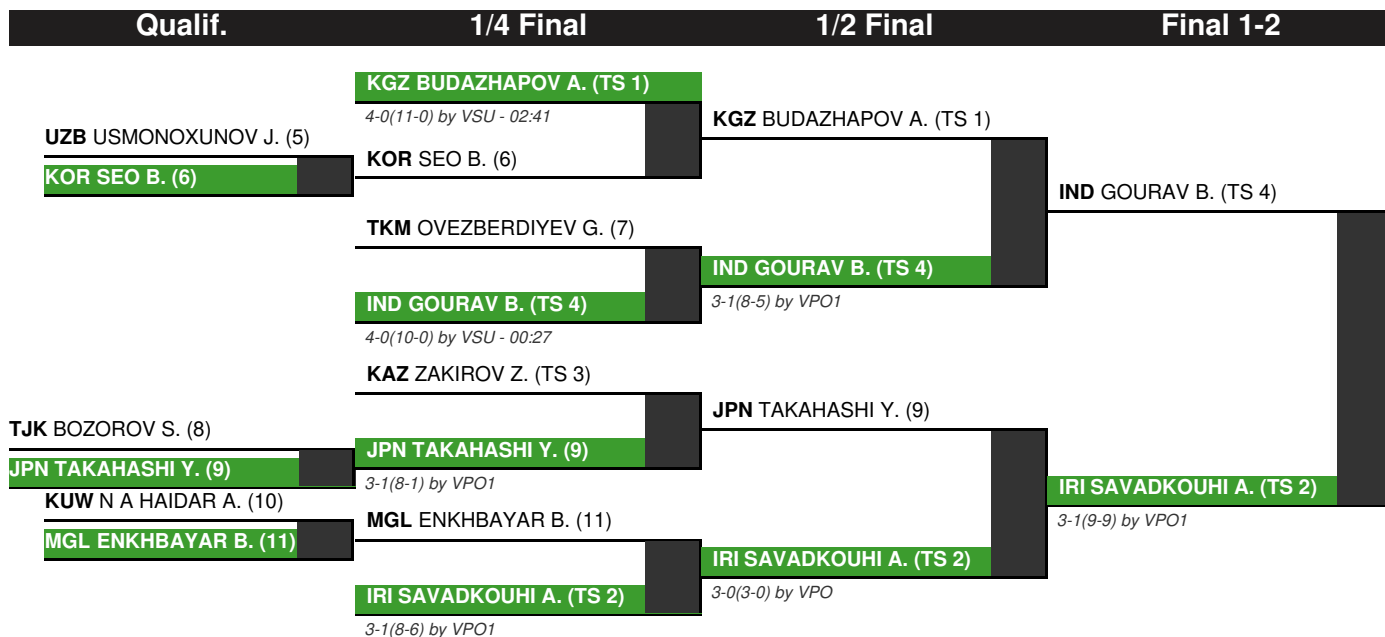 Qualif.
1/4 Final
1/2 Final
Final 1-2
UZB USMONOXUNOV J. (5)
KOR SEO B. (6)
TJK BOZOROV S. (8)
JPN TAKAHASHI Y. (9)
KUW N A HAIDAR A. (10)
MGL ENKHBAYAR B. (11)
KGZ BUDAZHAPOV A. (TS 1)
4-0(11-0) by VSU - 02:41
KOR SEO B. (6)
TKM OVEZBERDIYEV G. (7)
IND GOURAV B. (TS 4)
4-0(10-0) by VSU - 00:27
KAZ ZAKIROV Z. (TS 3)
JPN TAKAHASHI Y. (9)
3-1(8-1) by VPO1
MGL ENKHBAYAR B. (11)
IRI SAVADKOUHI A. (TS 2)
3-1(8-6) by VPO1
KGZ BUDAZHAPOV A. (TS 1)
IND GOURAV B. (TS 4)
3-1(8-5) by VPO1
JPN TAKAHASHI Y. (9)
IRI SAVADKOUHI A. (TS 2)
3-0(3-0) by VPO
IND GOURAV B. (TS 4)
IRI SAVADKOUHI A. (TS 2)
3-1(9-9) by VPO1